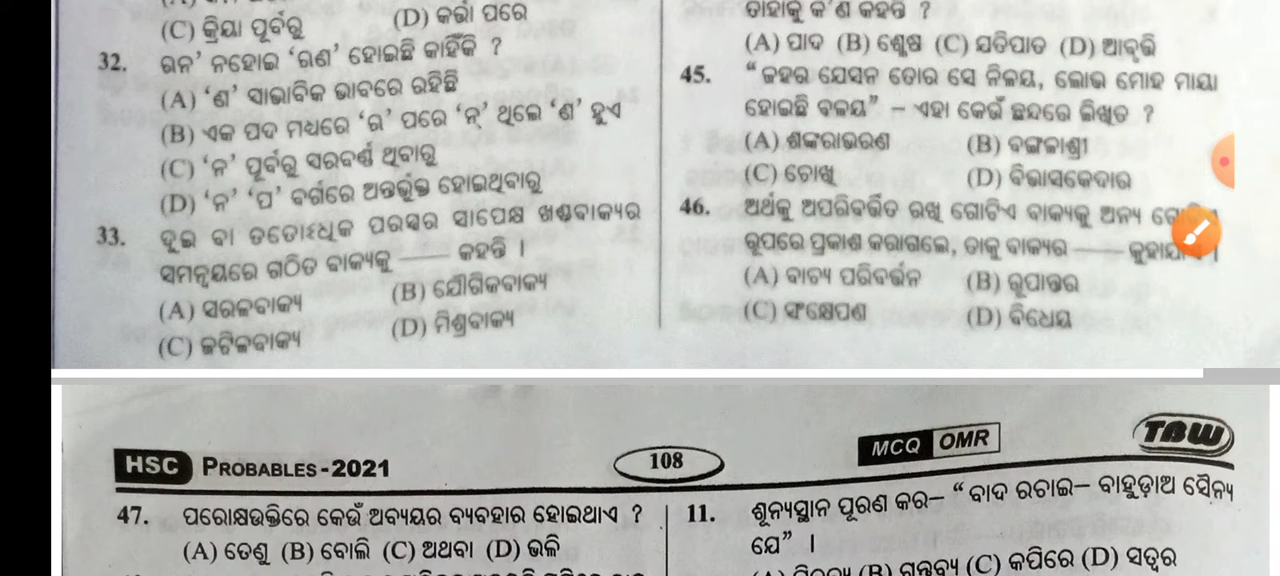 (C) କ୍ରିୟା ପୂର୍ବରୁ (D) କର୍ତ୍ତା ପରେ
32. ଋନ’ ନହୋଇ ‘ଋଣ’ ହୋଇଛି କାହିଁକି ?
(A) ‘ଣ’ ସାଭାବିକ ଭାବରେ ରହିଛି
(B) ଏକ ପଦ ମଧ୍ୟରେ ‘ର’ ପରେ ‘ନ୍’ ଥିଲେ ‘ଣ’ ହୁଏ
(C) ‘ନ’ ପୂର୍ବରୁ ସରବର୍ଣ୍ଣ ଥିବାରୁ
(D) ‘ନ’ ‘ପ’ ବର୍ଗରେ ଅନ୍ତର୍ଭୁକ୍ତ ହୋଇଥିବାରୁ
33. ଦୁଇ ବା ତତୋଽଧିକ ପରସ୍ପର ସାପେକ୍ଷ ଖଣ୍ଡବାକ୍ୟର
ସମନ୍ବୟରେ ଗଠିତ ବାକ୍ୟକୁ ____ କହନ୍ତି ।
(A) ସରଳବାକ୍ୟ (B) ଯୌଗିକବାକ୍ୟ
(C) ଜଟିଳବାକ୍ୟ (D) ମିଶ୍ରବାକ୍ୟ
ତାହାକୁ କ’ଣ କହନ୍ତି ?
(A) ପାଦ (B) ଶ୍ଳେଷ (C) ଯତିପାତ (D) ଆବୃତ୍ତି
45. “ ଜହର ଯେସନ ତୋର ସେ ନିଳୟ, ଲୋଭ ମୋହ ମାୟା
ହୋଇଛି ବଳୟ” – ଏହା କେଉଁ ଛନ୍ଦରେ ଲିଖିତ ?
(A) ଶଙ୍କରାଭରଣ (B) ବଙ୍ଗଳାଶ୍ରୀ
(C) ଚୋଖି (D) ବିଭାସକେଦାର
46. ଅର୍ଥକୁ ଅପରିବର୍ତ୍ତିତ ରଖି ଗୋଟିଏ ବାକ୍ୟକୁ ଅନ୍ୟ
ରୂପରେ ପ୍ରକାଶ କରାଗଲେ, ତାକୁ ବାକ୍ୟର ____
(A) ବାଚ୍ୟ ପରିବର୍ତ୍ତନ (B) ରୂପାନ୍ତର
(C) ସଂକ୍ଷେପଣ (D) ବିଧେୟ
HSC PROBABLES-2021 108 MCQ OMR TBW
47. ପରୋକ୍ଷଉକ୍ତିରେ କେଉଁ ଅବ୍ୟୟର ବ୍ୟବହାର ହୋଇଥାଏ ?
(A) ତେଣୁ (B) ବୋଲି (C) ଅଥବା (D) ଭଳି
11. ଶୂନ୍ୟସ୍ଥାନ ପୂରଣ କର– “ ବାଦ ରଚାଇ– ବାହୁଡ଼ାଅ ସୈନ୍ୟ
ଯେ” ।
(B) ଗନ୍ତବ୍ୟ (C) କପିରେ (D) ସତ୍ୱର